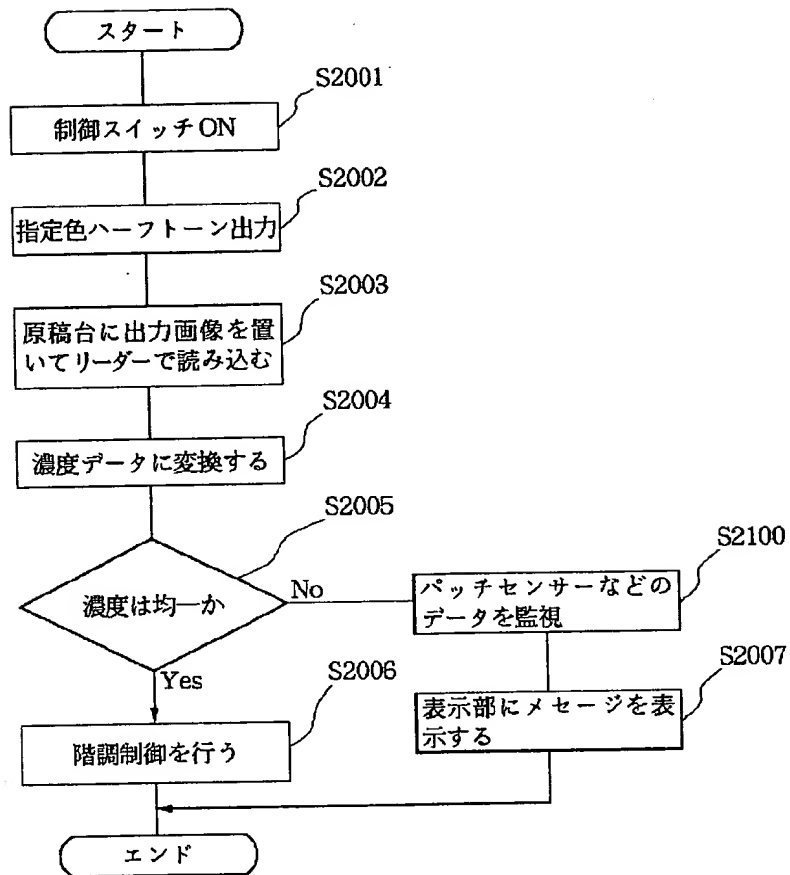 スタート
S2001
制御スイッチON
S2002
指定色ハーフトーン出力
S2003
原稿台に出力画像を置
いてリーダーで読み込む
S2004
濃度データに変換する
S2005
濃度は均一か
No
Yes
S2100
パッチセンサーなどの
データを監視
S2007
表示部にメセージを表
示する
S2006
階調制御を行う
エンド